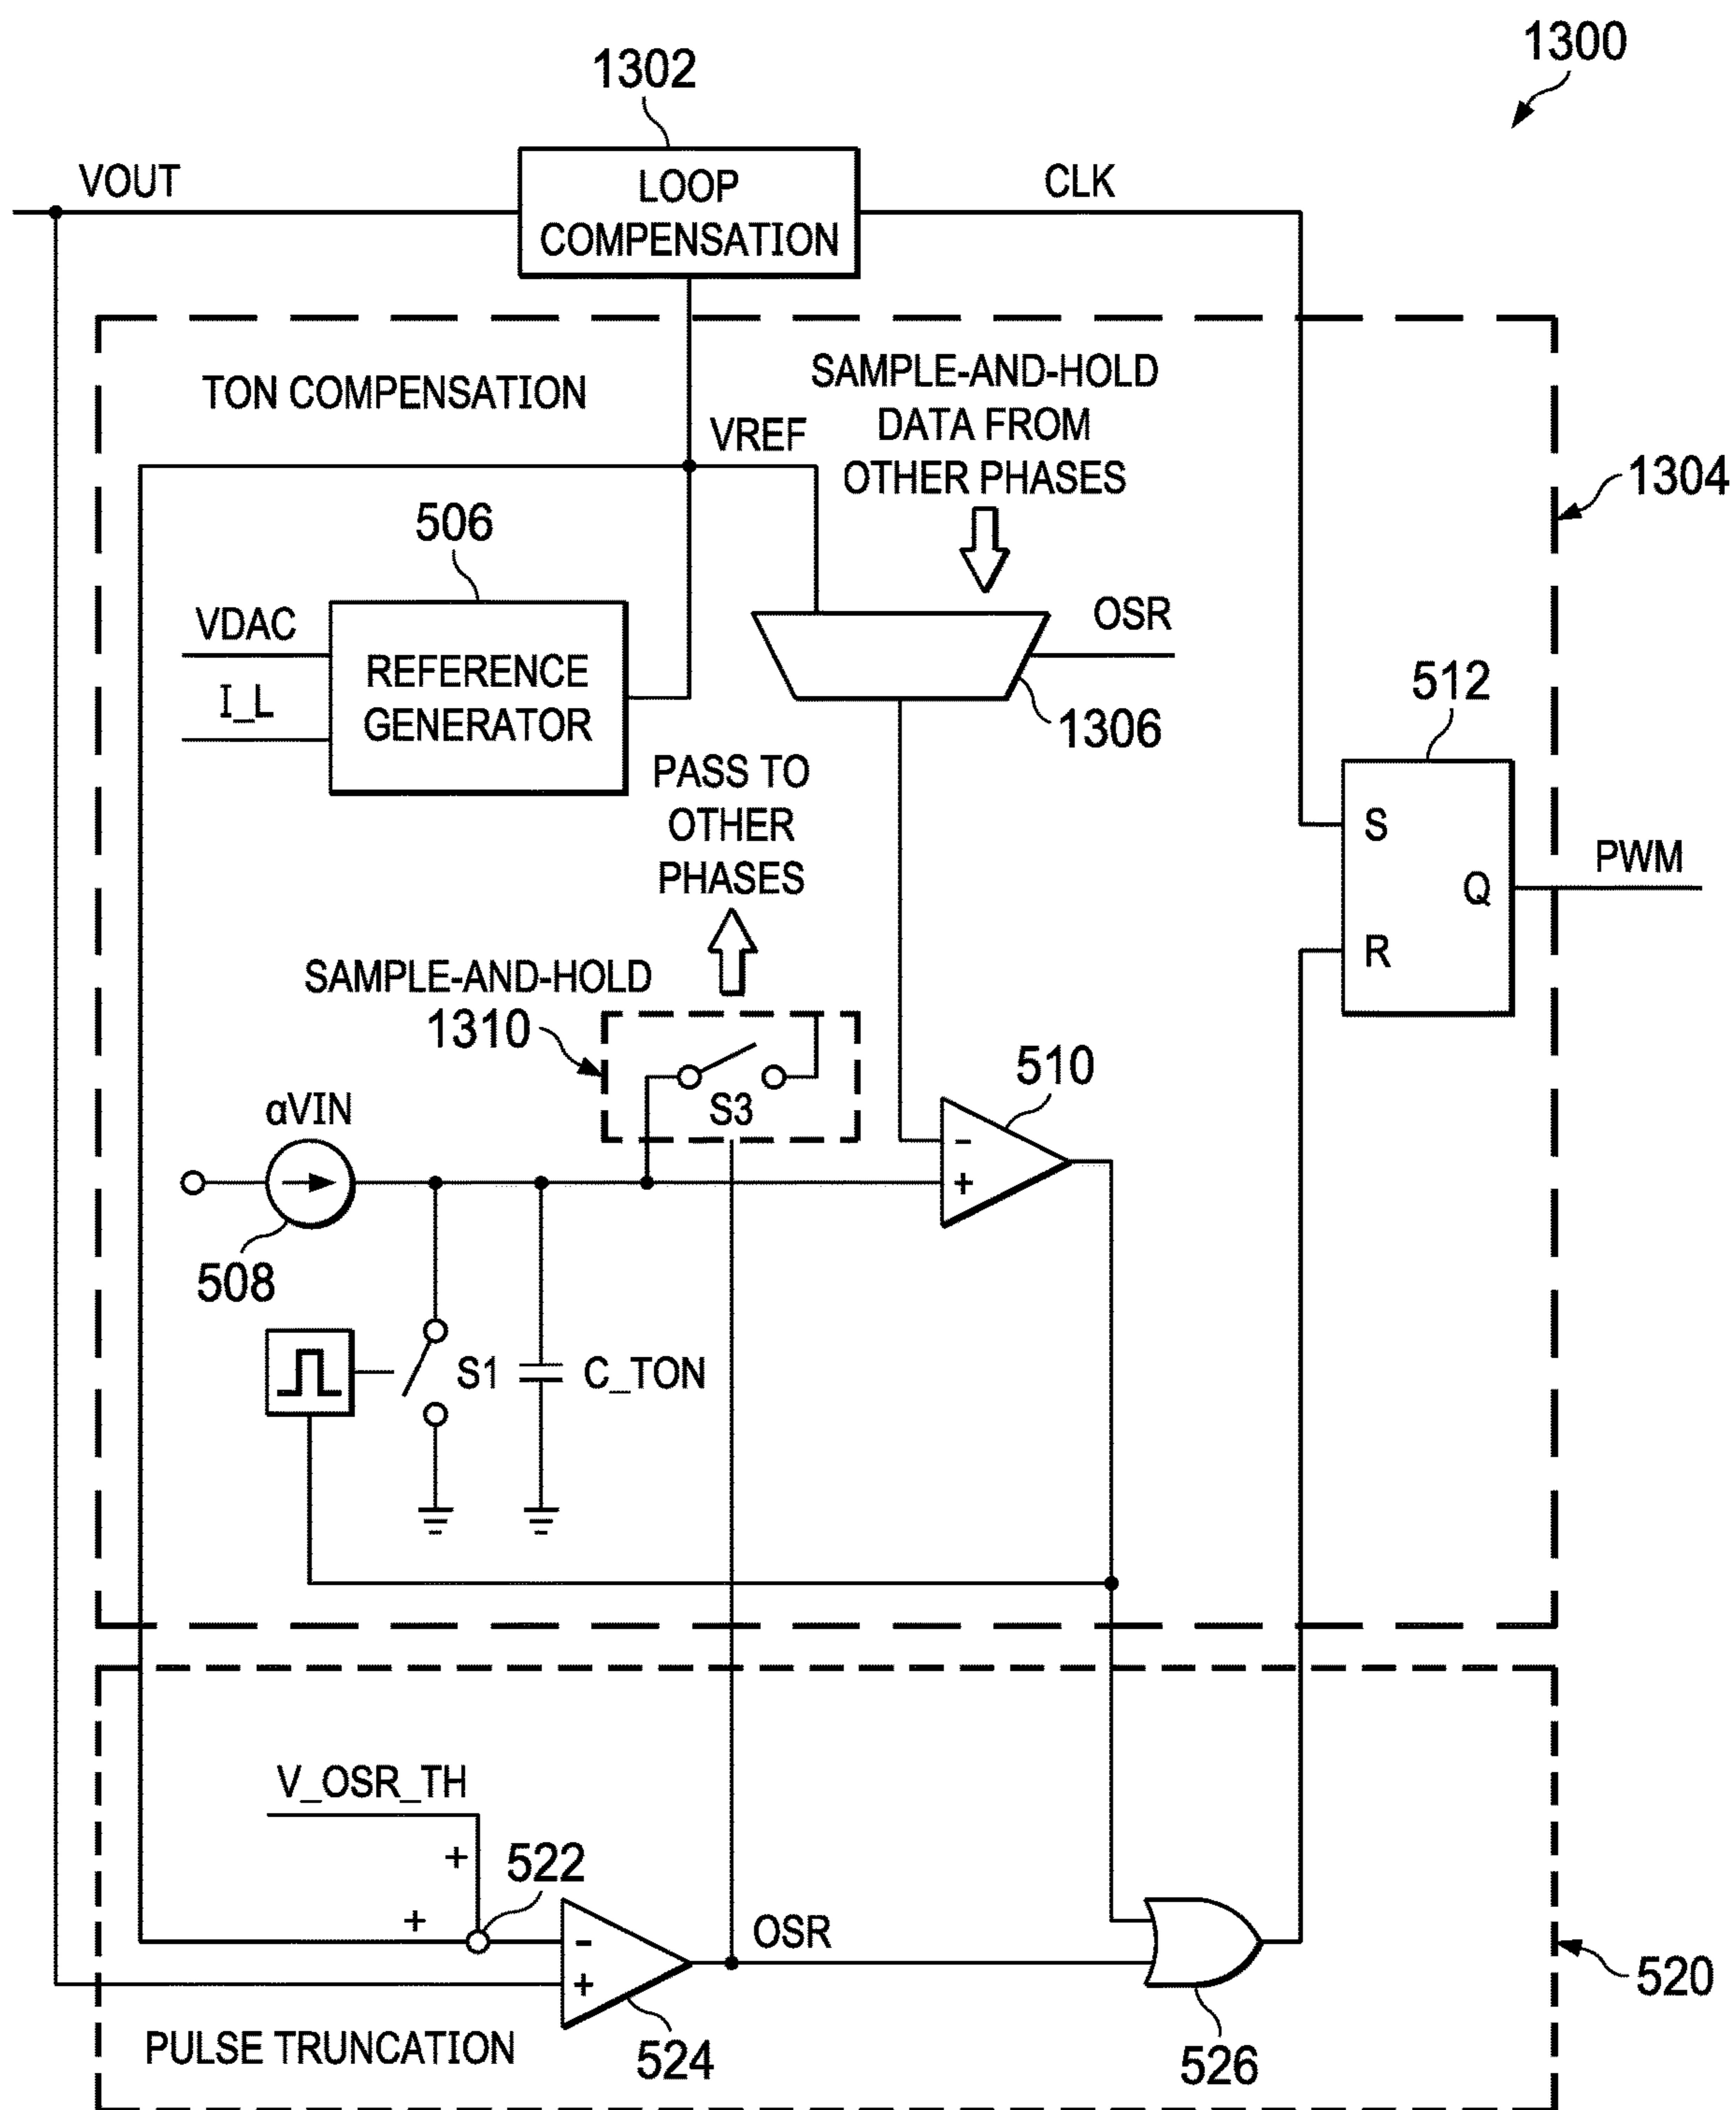 1300
1302
VOUT
LOOP
COMPENSATION
CLK
TON COMPENSATION
SAMPLE-AND-HOLD
DATA FROM
OTHER PHASES
VREF
1304
506
VDAC
I_L
REFERENCE
GENERATOR
OSR
1306
512
S
R
Q
PWM
PASS TO
OTHER
PHASES
SAMPLE-AND-HOLD
1310
S3
510
-
+
αVIN
508
S1
C_TON
V_OSR_TH
+
+
522
-
+
OSR
524
526
520
PULSE TRUNCATION